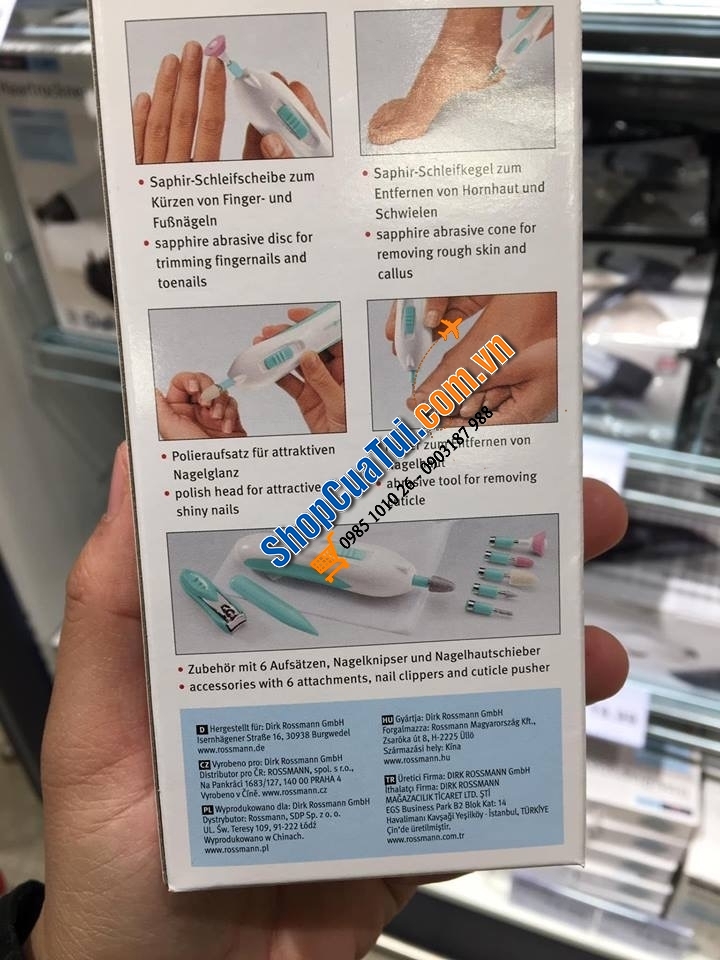 • Saphir-Schleifscheibe zum
Kürzen von Finger- und
Fußnägeln
• sapphire abrasive disc for
trimming fingernails and
toenails
• Saphir-Schleifkegel zum
Entfernen von Hornhaut und
Schwielen
• sapphire abrasive cone for
removing rough skin and
callus
• Polieraufsatz für attraktiven
Nagelglanz
• polish head for attractive
shiny nails
zum Entfernen von
• tool for removing
ShopCuaTui.com.vn
0985 1010 26 - 0903187 988
• Zubehör mit 6 Aufsätzen, Nagelknipser und Nagelhautschieber
• accessories with 6 attachments, nail clippers and cuticle pusher
D Hergestellt für: Dirk Rossmann GmbH
Isernhägener Straße 16, 30938 Burgwedel
www.rossmann.de
CZ Vyrobeno pro: Dirk Rossmann GmbH
Distributor pro ČR: ROSSMANN, spol. s r.o.,
Na Pankráci 1683/127, 140 00 PRAHA 4
Vyrobeno v Číně. www.rossmann.cz
PL Wyprodukowano dla: Dirk Rossmann GmbH
Dystrybutor: Rossmann, SDP Sp. z o. o.
UL. Św. Teresy 109, 91-222 Łódź
Wyprodukowano w Chinach.
www.rossmann.pl
HU Gyártja: Dirk Rossmann GmbH
Forgalmazza: Rossmann Magyarország Kft.,
Zsaróka út 8, H-2225 Üllő
Származási hely: Kína
www.rossmann.hu
TR Üretici Firma: DIRK ROSSMANN GmbH
İthalatçı Firma: DIRK ROSSMANN
MAĞAZACILIK TİCARET LTD. ŞTİ
EGS Business Park B2 Blok Kat: 14
Havalimanı Kavşağı Yeşilköy - İstanbul, TÜRKİYE
Çin'de üretilmiştir.
www.rossmann.com.tr